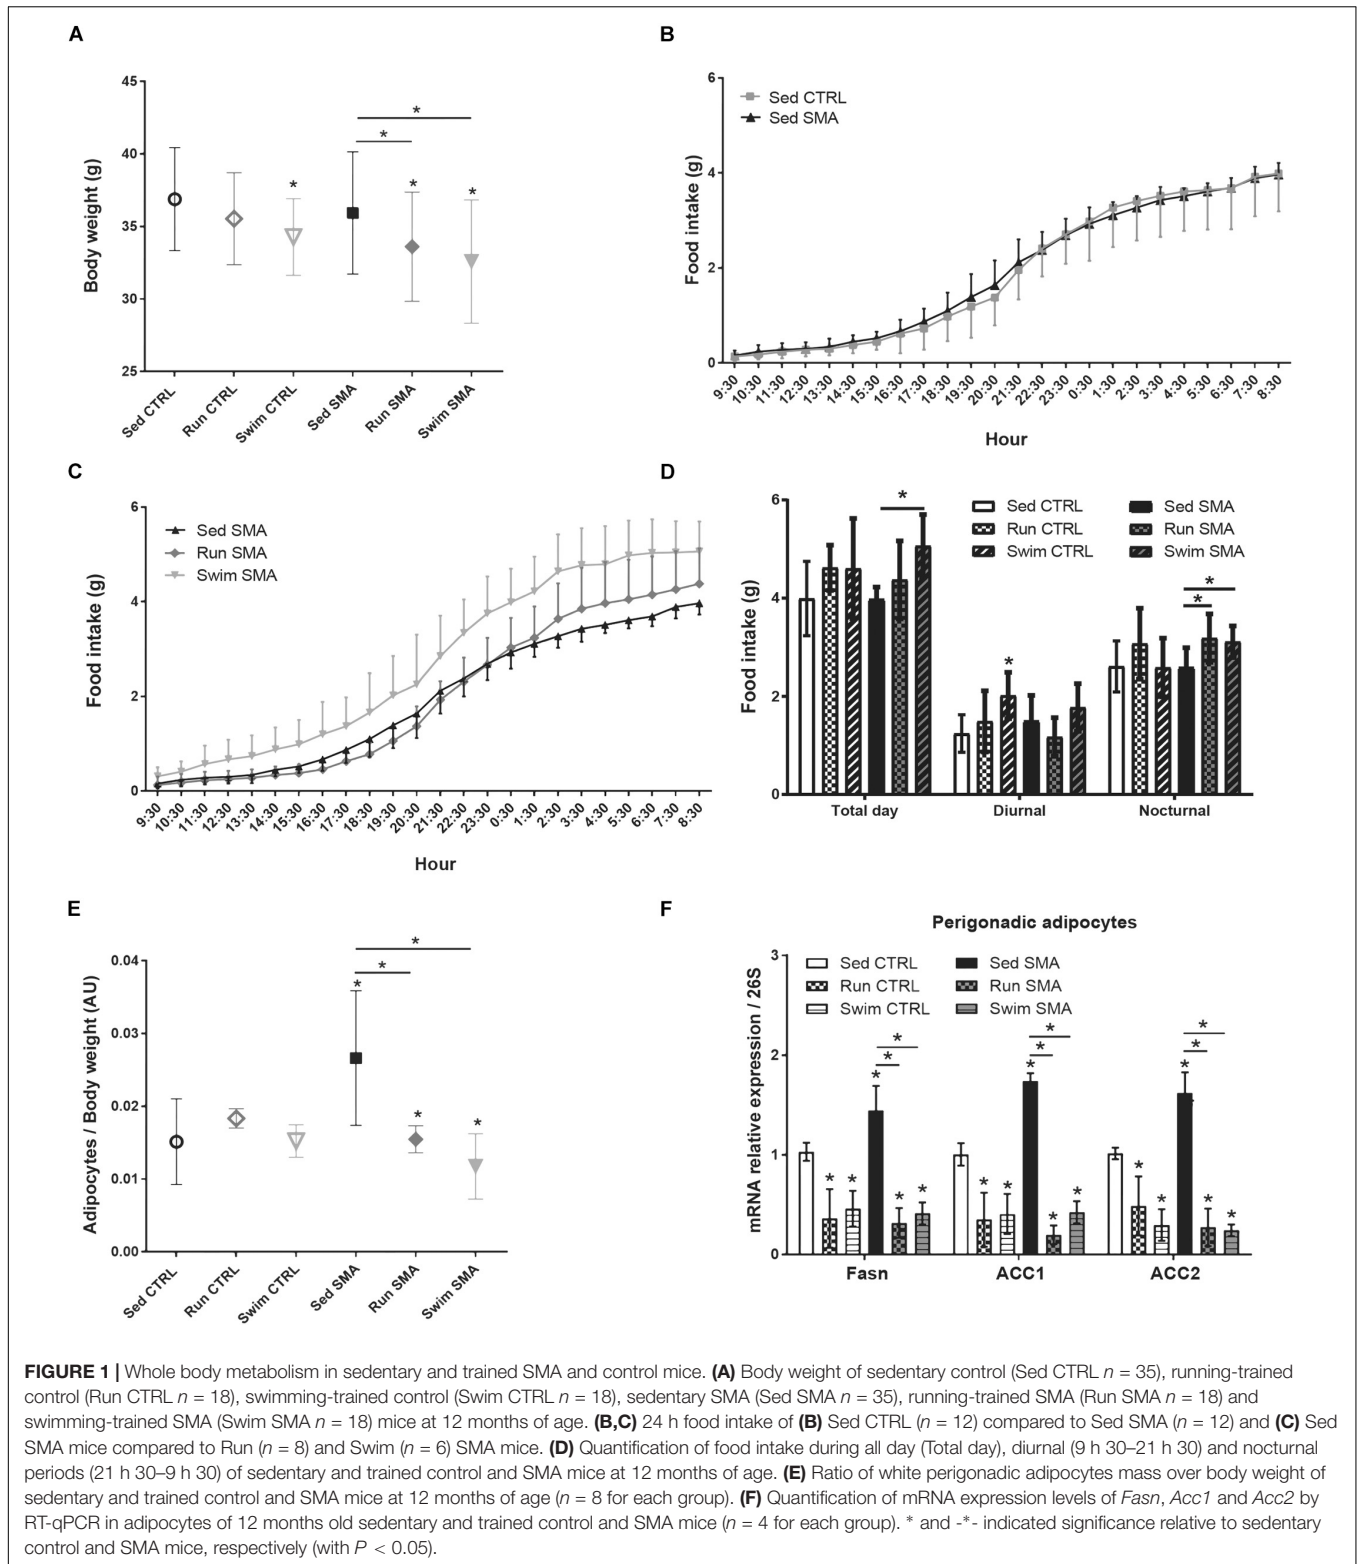 A
Body weight (g)
45
40
35
30
25
*
*
*
*
*
Sed CTRL
Run CTRL
Swim CTRL
Sed SMA
Run SMA
Swim SMA
B
Food intake (g)
6
4
2
0
Sed CTRL
Sed SMA
9:30
10:30
11:30
12:30
13:30
14:30
15:30
16:30
17:30
18:30
19:30
20:30
21:30
22:30
23:30
0:30
1:30
2:30
3:30
4:30
5:30
6:30
7:30
8:30
Hour
C
Food intake (g)
6
4
2
0
Sed SMA
Run SMA
Swim SMA
9:30
10:30
11:30
12:30
13:30
14:30
15:30
16:30
17:30
18:30
19:30
20:30
21:30
22:30
23:30
0:30
1:30
2:30
3:30
4:30
5:30
6:30
7:30
8:30
Hour
D
Food intake (g)
6
4
2
0
Sed CTRL
Run CTRL
Swim CTRL
Sed SMA
Run SMA
Swim SMA
*
*
*
*
Total day
Diurnal
Nocturnal
E
Adipocytes / Body weight (AU)
0.04
0.03
0.02
0.01
0.00
*
*
*
*
*
Sed CTRL
Run CTRL
Swim CTRL
Sed SMA
Run SMA
Swim SMA
F
Perigonadic adipocytes
mRNA relative expression / 26S
3
2
1
0
Sed CTRL
Run CTRL
Swim CTRL
Sed SMA
Run SMA
Swim SMA
* * * * * * *
* * * * * * *
* * * * * * *
Fasn
ACC1
ACC2
FIGURE 1 | Whole body metabolism in sedentary and trained SMA and control mice. (A) Body weight of sedentary control (Sed CTRL n = 35), running-trained
control (Run CTRL n = 18), swimming-trained control (Swim CTRL n = 18), sedentary SMA (Sed SMA n = 35), running-trained SMA (Run SMA n = 18) and
swimming-trained SMA (Swim SMA n = 18) mice at 12 months of age. (B,C) 24 h food intake of (B) Sed CTRL (n = 12) compared to Sed SMA (n = 12) and (C) Sed
SMA mice compared to Run (n = 8) and Swim (n = 6) SMA mice. (D) Quantification of food intake during all day (Total day), diurnal (9 h 30–21 h 30) and nocturnal
periods (21 h 30–9 h 30) of sedentary and trained control and SMA mice at 12 months of age. (E) Ratio of white perigonadic adipocytes mass over body weight of
sedentary and trained control and SMA mice at 12 months of age (n = 8 for each group). (F) Quantification of mRNA expression levels of Fasn, Acc1 and Acc2 by
RT-qPCR in adipocytes of 12 months old sedentary and trained control and SMA mice (n = 4 for each group). * and -*- indicated significance relative to sedentary
control and SMA mice, respectively (with P < 0.05).